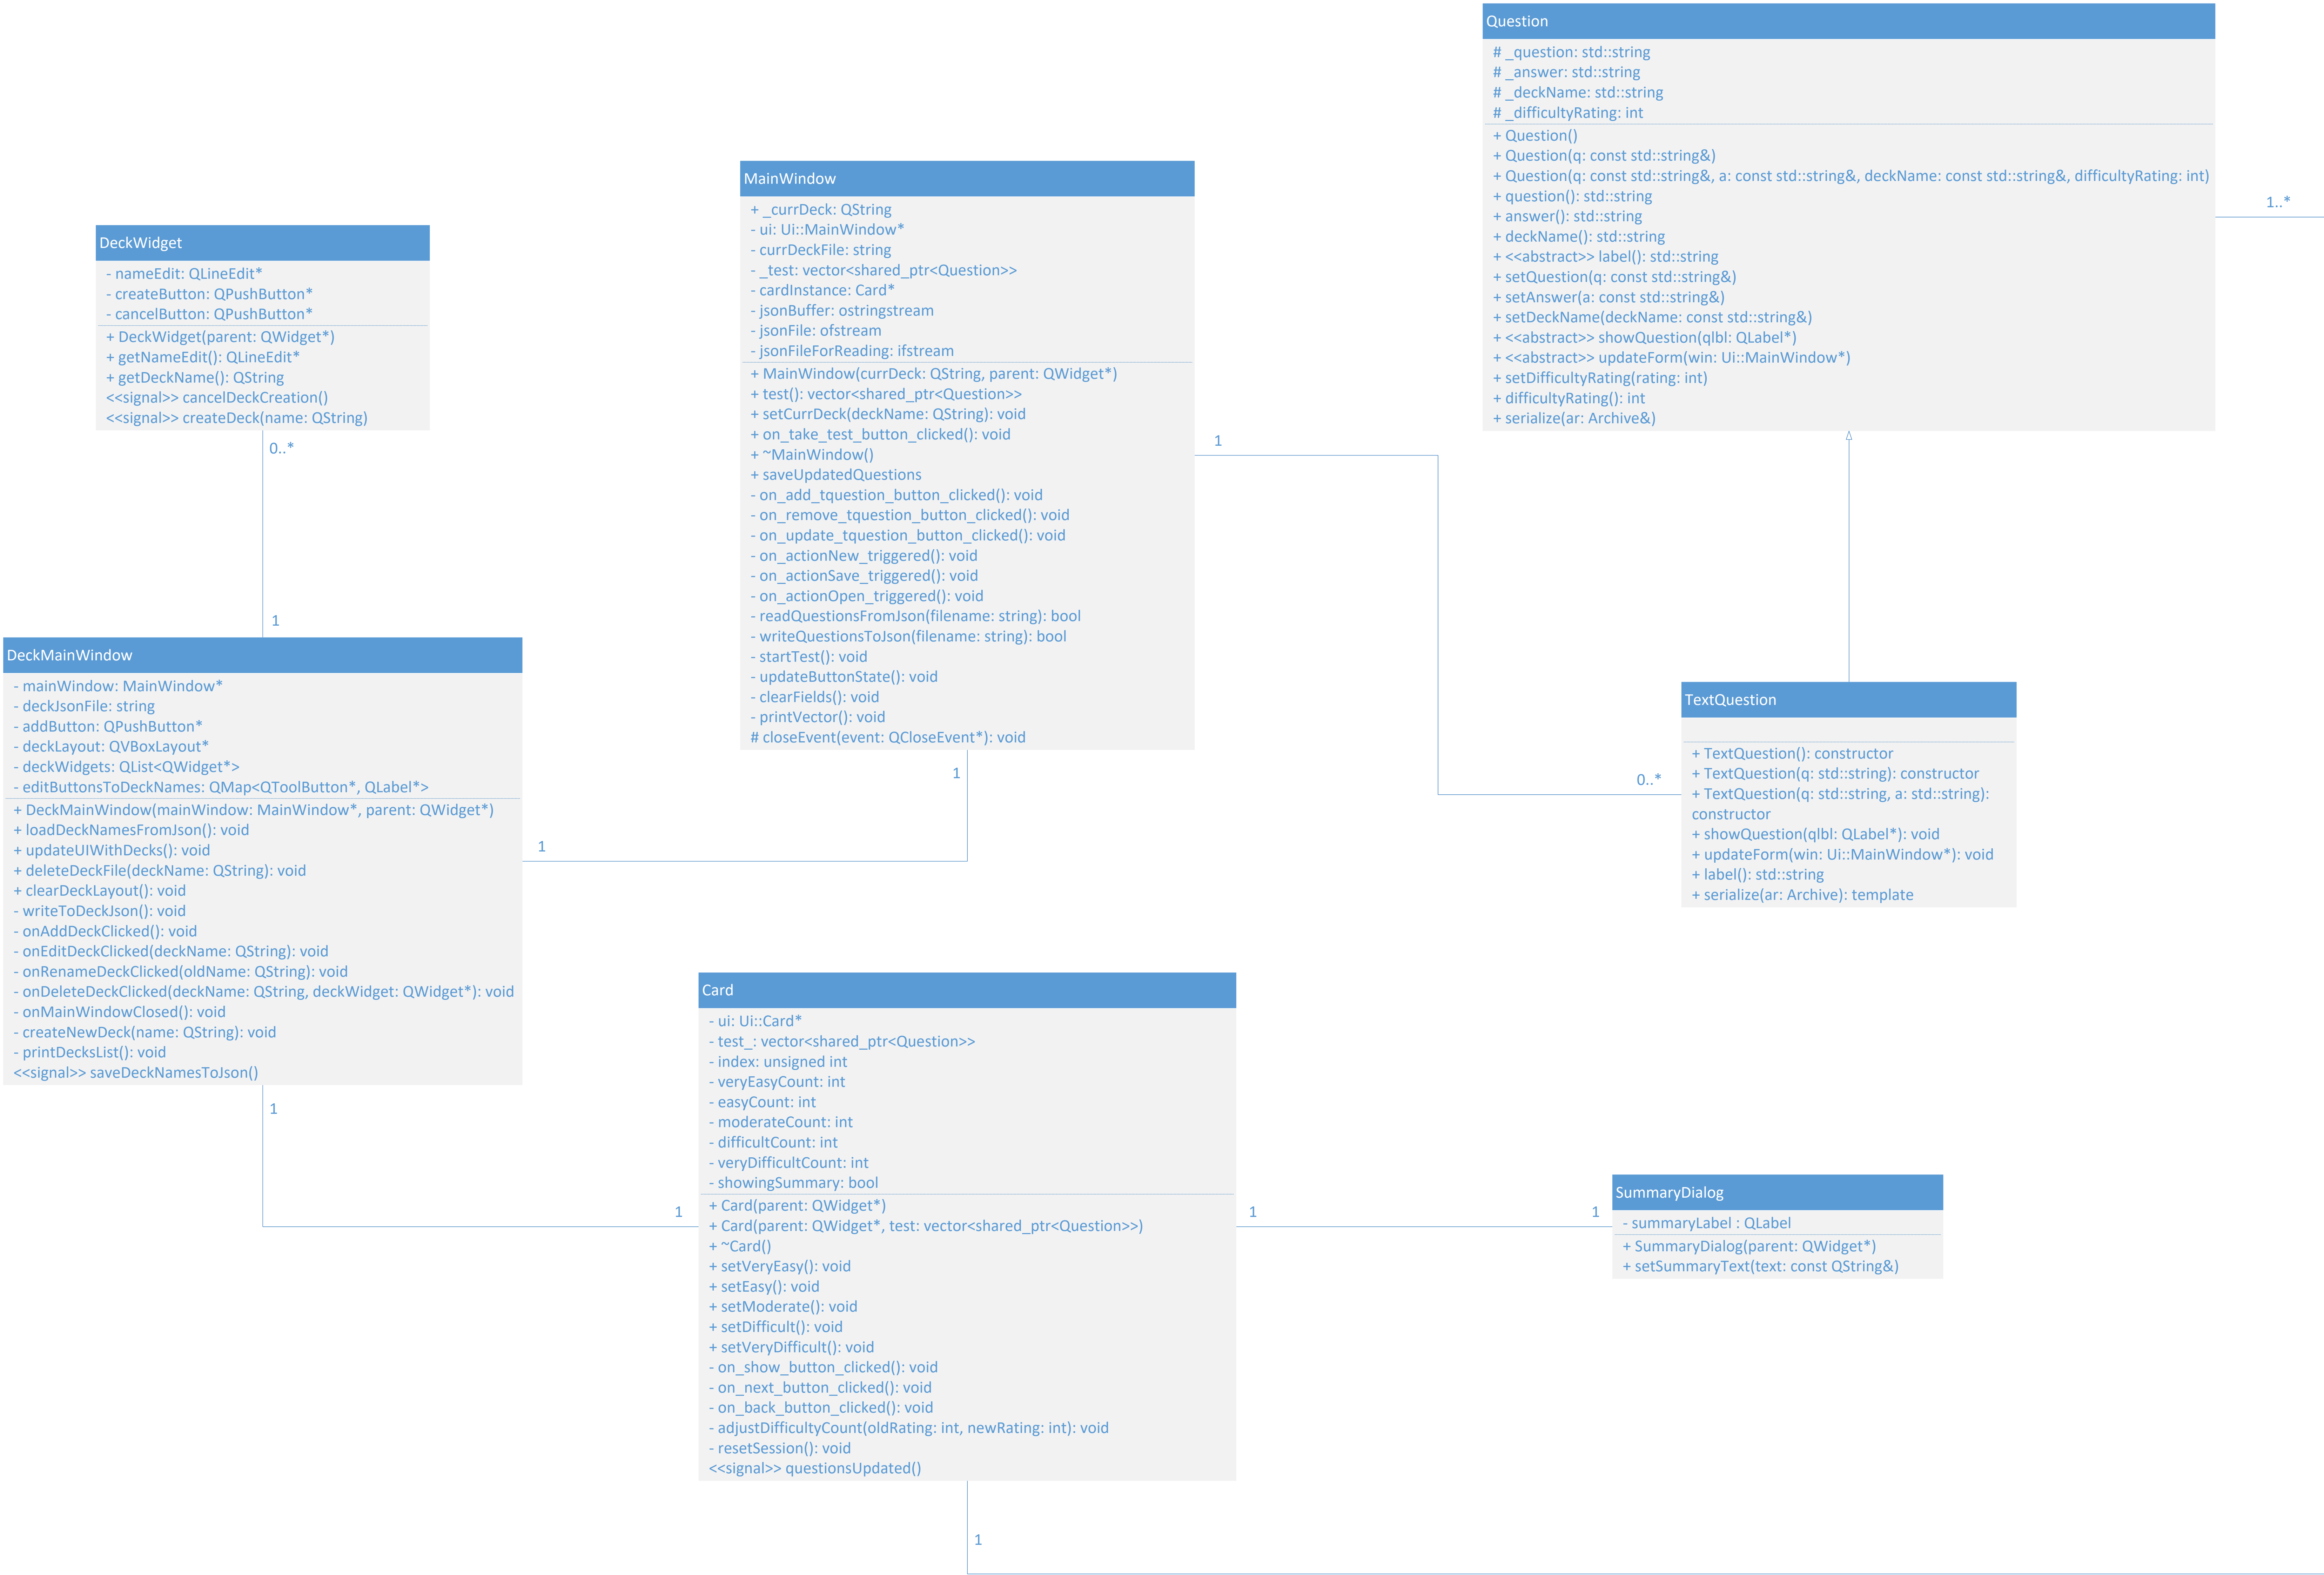 Question
# _question: std::string
# _answer: std::string
# _deckName: std::string
# _difficultyRating: int
+ Question()
+ Question(q: const std::string&)
+ Question(q: const std::string&, a: const std::string&, deckName: const std::string&, difficultyRating: int)
+ question(): std::string
+ answer(): std::string
+ deckName(): std::string
+ <<abstract>> label(): std::string
+ setQuestion(q: const std::string&)
+ setAnswer(a: const std::string&)
+ setDeckName(deckName: const std::string&)
+ <<abstract>> showQuestion(qlbl: QLabel*)
+ <<abstract>> updateForm(win: Ui::MainWindow*)
+ setDifficultyRating(rating: int)
+ difficultyRating(): int
+ serialize(ar: Archive&)
1..*
MainWindow
+ _currDeck: QString
- ui: Ui::MainWindow*
- currDeckFile: string
- _test: vector<shared_ptr<Question>>
- cardInstance: Card*
- jsonBuffer: ostringstream
- jsonFile: ofstream
- jsonFileForReading: ifstream
+ MainWindow(currDeck: QString, parent: QWidget*)
+ test(): vector<shared_ptr<Question>>
+ setCurrDeck(deckName: QString): void
+ on_take_test_button_clicked(): void
+ ~MainWindow()
+ saveUpdatedQuestions
- on_add_tquestion_button_clicked(): void
- on_remove_tquestion_button_clicked(): void
- on_update_tquestion_button_clicked(): void
- on_actionNew_triggered(): void
- on_actionSave_triggered(): void
- on_actionOpen_triggered(): void
- readQuestionsFromJson(filename: string): bool
- writeQuestionsToJson(filename: string): bool
- startTest(): void
- updateButtonState(): void
- clearFields(): void
- printVector(): void
# closeEvent(event: QCloseEvent*): void
1
1
DeckWidget
- nameEdit: QLineEdit*
- createButton: QPushButton*
- cancelButton: QPushButton*
+ DeckWidget(parent: QWidget*)
+ getNameEdit(): QLineEdit*
+ getDeckName(): QString
<<signal>> cancelDeckCreation()
<<signal>> createDeck(name: QString)
0..*
1
DeckMainWindow
- mainWindow: MainWindow*
- deckJsonFile: string
- addButton: QPushButton*
- deckLayout: QVBoxLayout*
- deckWidgets: QList<QWidget*>
- editButtonsToDeckNames: QMap<QToolButton*, QLabel*>
+ DeckMainWindow(mainWindow: MainWindow*, parent: QWidget*)
+ loadDeckNamesFromJson(): void
+ updateUIWithDecks(): void
+ deleteDeckFile(deckName: QString): void
+ clearDeckLayout(): void
- writeToDeckJson(): void
- onAddDeckClicked(): void
- onEditDeckClicked(deckName: QString): void
- onRenameDeckClicked(oldName: QString): void
- onDeleteDeckClicked(deckName: QString, deckWidget: QWidget*): void
- onMainWindowClosed(): void
- createNewDeck(name: QString): void
- printDecksList(): void
<<signal>> saveDeckNamesToJson()
1
1
0..*
TextQuestion
+ TextQuestion(): constructor
+ TextQuestion(q: std::string): constructor
+ TextQuestion(q: std::string, a: std::string):
constructor
+ showQuestion(qlbl: QLabel*): void
+ updateForm(win: Ui::MainWindow*): void
+ label(): std::string
+ serialize(ar: Archive): template
Card
- ui: Ui::Card*
- test_: vector<shared_ptr<Question>>
- index: unsigned int
- veryEasyCount: int
- easyCount: int
- moderateCount: int
- difficultCount: int
- veryDifficultCount: int
- showingSummary: bool
+ Card(parent: QWidget*)
+ Card(parent: QWidget*, test: vector<shared_ptr<Question>>)
+ ~Card()
+ setVeryEasy(): void
+ setEasy(): void
+ setModerate(): void
+ setDifficult(): void
+ setVeryDifficult(): void
- on_show_button_clicked(): void
- on_next_button_clicked(): void
- on_back_button_clicked(): void
- adjustDifficultyCount(oldRating: int, newRating: int): void
- resetSession(): void
<<signal>> questionsUpdated()
1
1
1
1
SummaryDialog
- summaryLabel : QLabel
+ SummaryDialog(parent: QWidget*)
+ setSummaryText(text: const QString&)